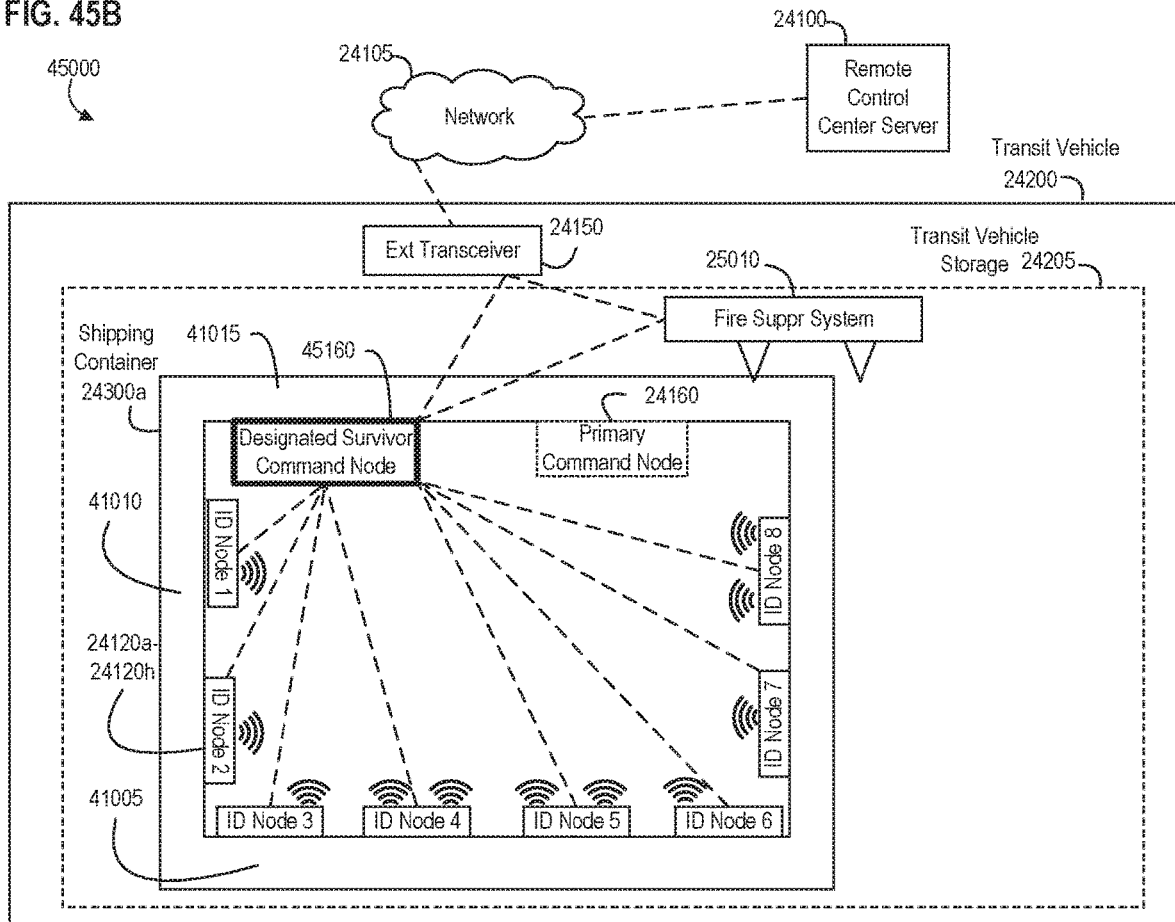 FIG. 45B
45000
24105
24100
Network
Remote
Control
Center Server
Transit Vehicle
24200
Ext Transceiver
24150
Transit Vehicle
Storage 24205
25010
Fire Suppr System
Shipping
Container
24300a
41015
45160
24160
Designated Survivor
Command Node
Primary
Command Node
41010
ID Node 1
ID Node 8
24120a-
24120h
ID Node 2
ID Node 7
41005
ID Node 3
ID Node 4
ID Node 5
ID Node 6